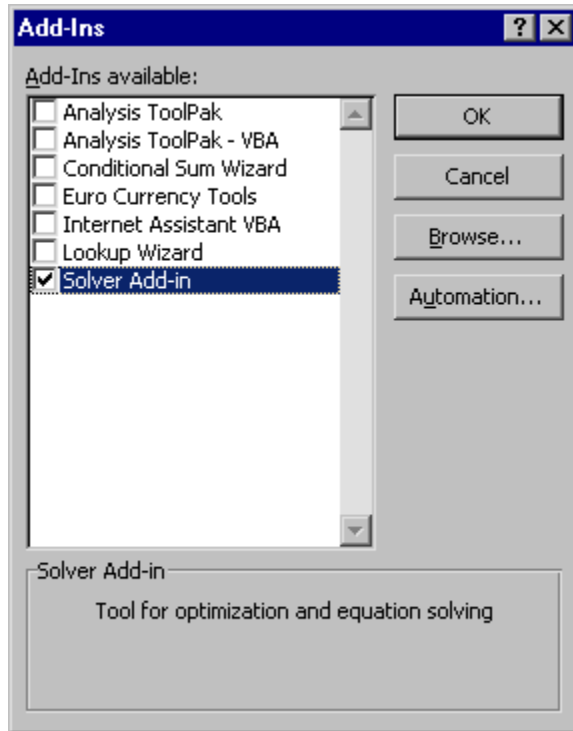 Add-Ins
Add-Ins available:
Analysis ToolPak
Analysis ToolPak - VBA
Conditional Sum Wizard
Euro Currency Tools
Internet Assistant VBA
Lookup Wizard
Solver Add-in
OK
Cancel
Browse...
Automation...
Solver Add-in
Tool for optimization and equation solving